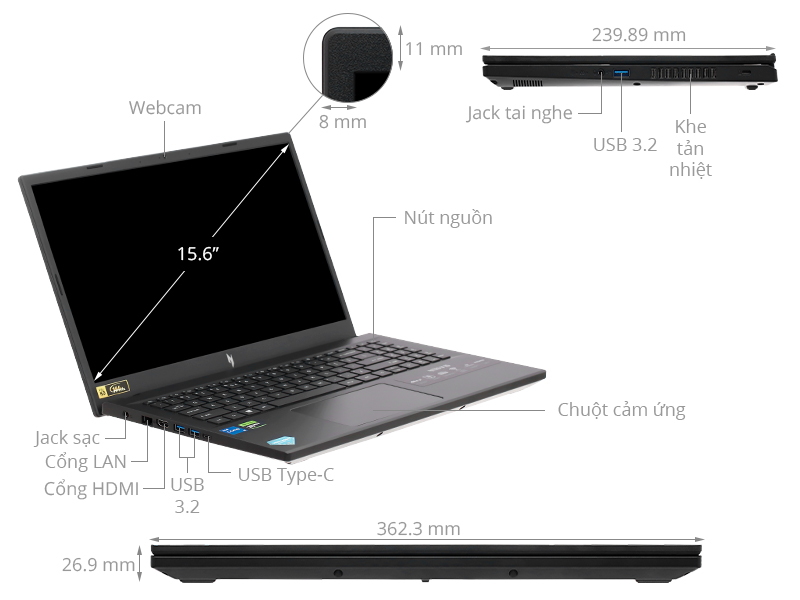 11 mm
8 mm
Webcam
239.89 mm
Jack tai nghe
USB 3.2
Khe
tản
nhiệt
Nút nguồn
15.6”
Chuột cảm ứng
Jack sạc
Cổng LAN
Cổng HDMI
USB
3.2
USB Type-C
362.3 mm
26.9 mm